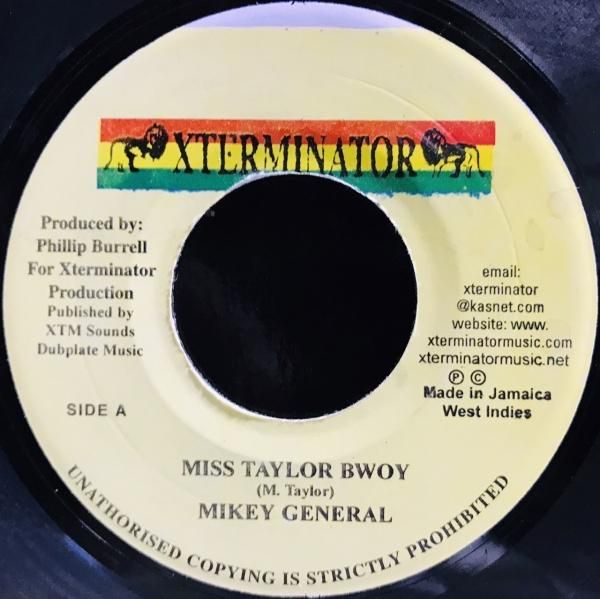 XTERMINATOR
Produced by:
Phillip Burrell
For Xterminator
Production
Published by
XTM Sounds
Dubplate Music
SIDE A
email:
xterminator
@kasnet.com
website: www.
xterminatormusic.com
xterminatormusic.net
℗ ©
Made in Jamaica
West Indies
MISS TAYLOR BWOY
(M. Taylor)
MIKEY GENERAL
UNAUTHORISED COPYING IS STRICTLY PROHIBITED